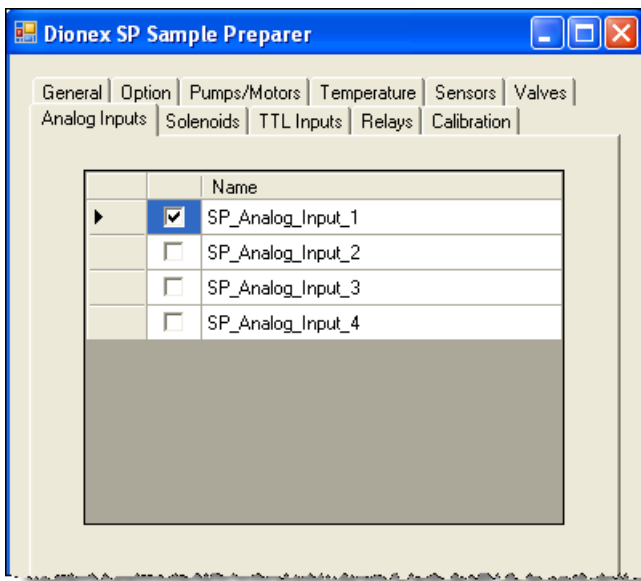 Dionex SP Sample Preparer
General Option Pumps/Motors Temperature Sensors Valves
Analog Inputs Solenoids TTL Inputs Relays Calibration
Name
SP_Analog_Input_1
SP_Analog_Input_2
SP_Analog_Input_3
SP_Analog_Input_4